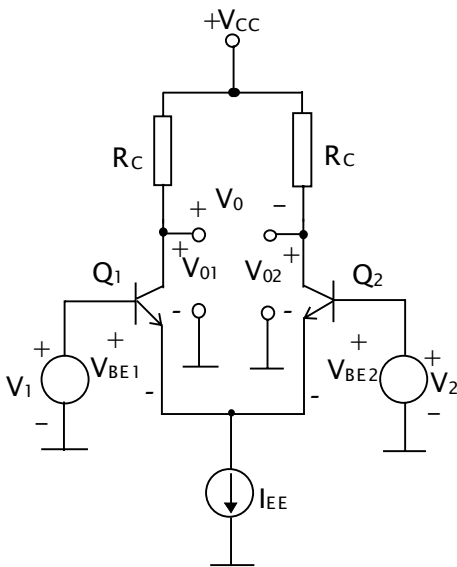 +VCC
RC RC
+ V0 −
+ V01 - V02 + -
Q1 Q2
+ VBE1 - + VBE2 -
+ V1 − + V2 −
IEE